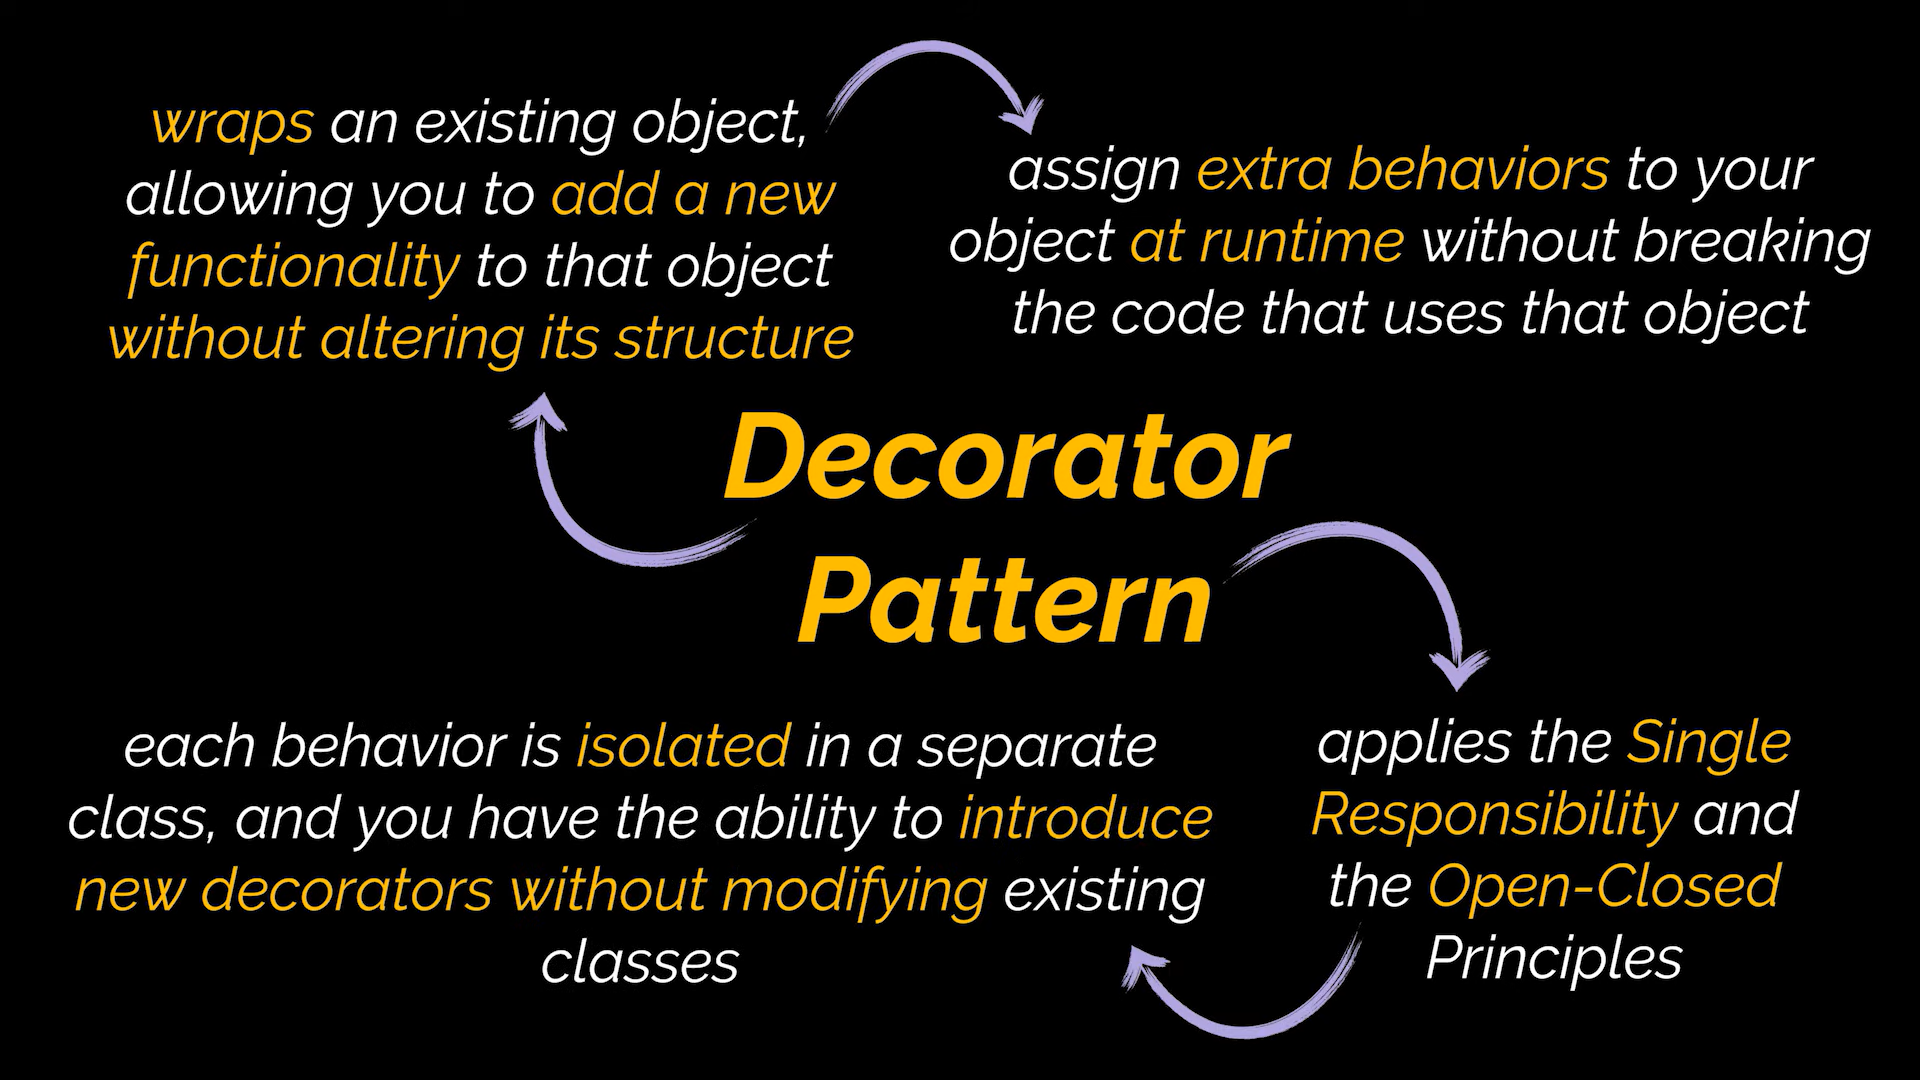 wraps an existing object,
allowing you to add a new
functionality to that object
without altering its structure
assign extra behaviors to your
object at runtime without breaking
the code that uses that object
Decorator
Pattern
each behavior is isolated in a separate
class, and you have the ability to introduce
new decorators without modifying existing
classes
applies the Single
Responsibility and
the Open-Closed
Principles